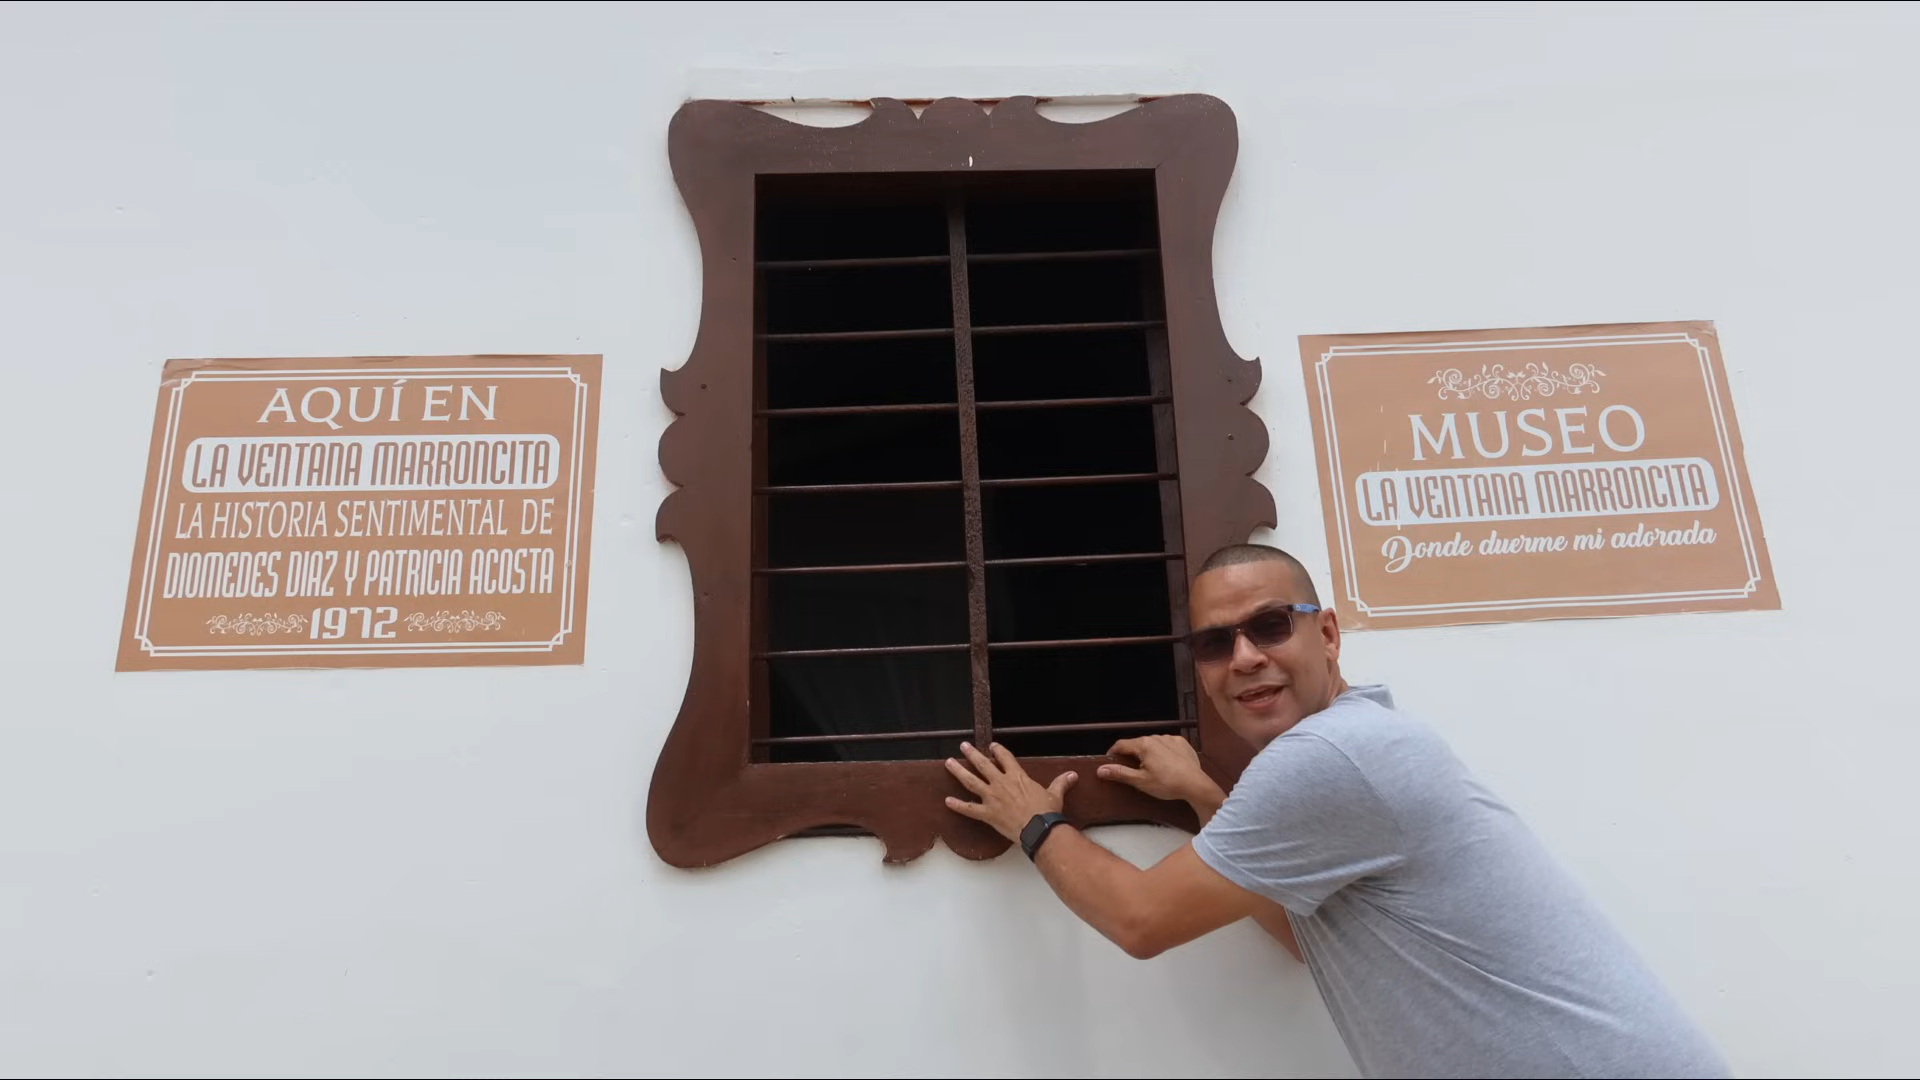 AQUÍ EN
LA VENTANA MARRONCITA
LA HISTORIA SENTIMENTAL DE
DIOMEDES DIAZ Y PATRICIA ACOSTA
1972
MUSEO
LA VENTANA MARRONCITA
Donde duerme mi adorada